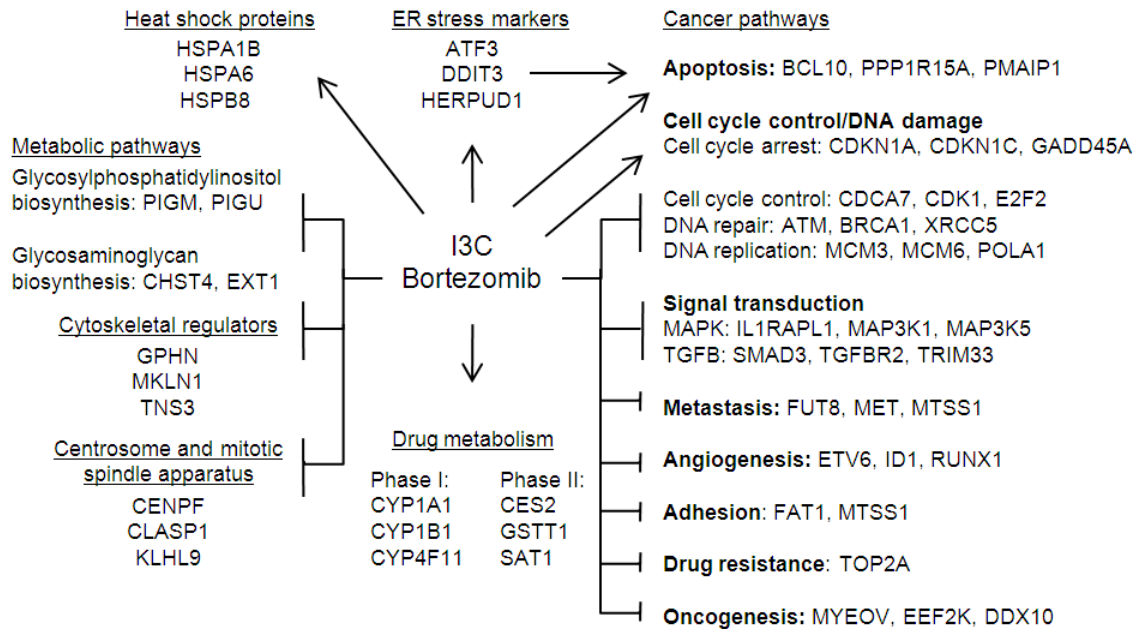 Heat shock proteins
HSPA1B
HSPA6
HSPB8
ER stress markers
ATF3
DDIT3
HERPUD1
Cancer pathways
Apoptosis: BCL10, PPP1R15A, PMAIP1
Cell cycle control/DNA damage
Cell cycle arrest: CDKN1A, CDKN1C, GADD45A
Cell cycle control: CDCA7, CDK1, E2F2
DNA repair: ATM, BRCA1, XRCC5
DNA replication: MCM3, MCM6, POLA1
Signal transduction
MAPK: IL1RAPL1, MAP3K1, MAP3K5
TGFB: SMAD3, TGFBR2, TRIM33
Metastasis: FUT8, MET, MTSS1
Angiogenesis: ETV6, ID1, RUNX1
Adhesion: FAT1, MTSS1
Drug resistance: TOP2A
Oncogenesis: MYEOV, EEF2K, DDX10
Metabolic pathways
Glycosylphosphatidylinositol
biosynthesis: PIGM, PIGU
Glycosaminoglycan
biosynthesis: CHST4, EXT1
Cytoskeletal regulators
GPHN
MKLN1
TNS3
Centrosome and mitotic
spindle apparatus
CENPF
CLASP1
KLHL9
I3C
Bortezomib
Drug metabolism
Phase I:
CYP1A1
CYP1B1
CYP4F11
Phase II:
CES2
GSTT1
SAT1